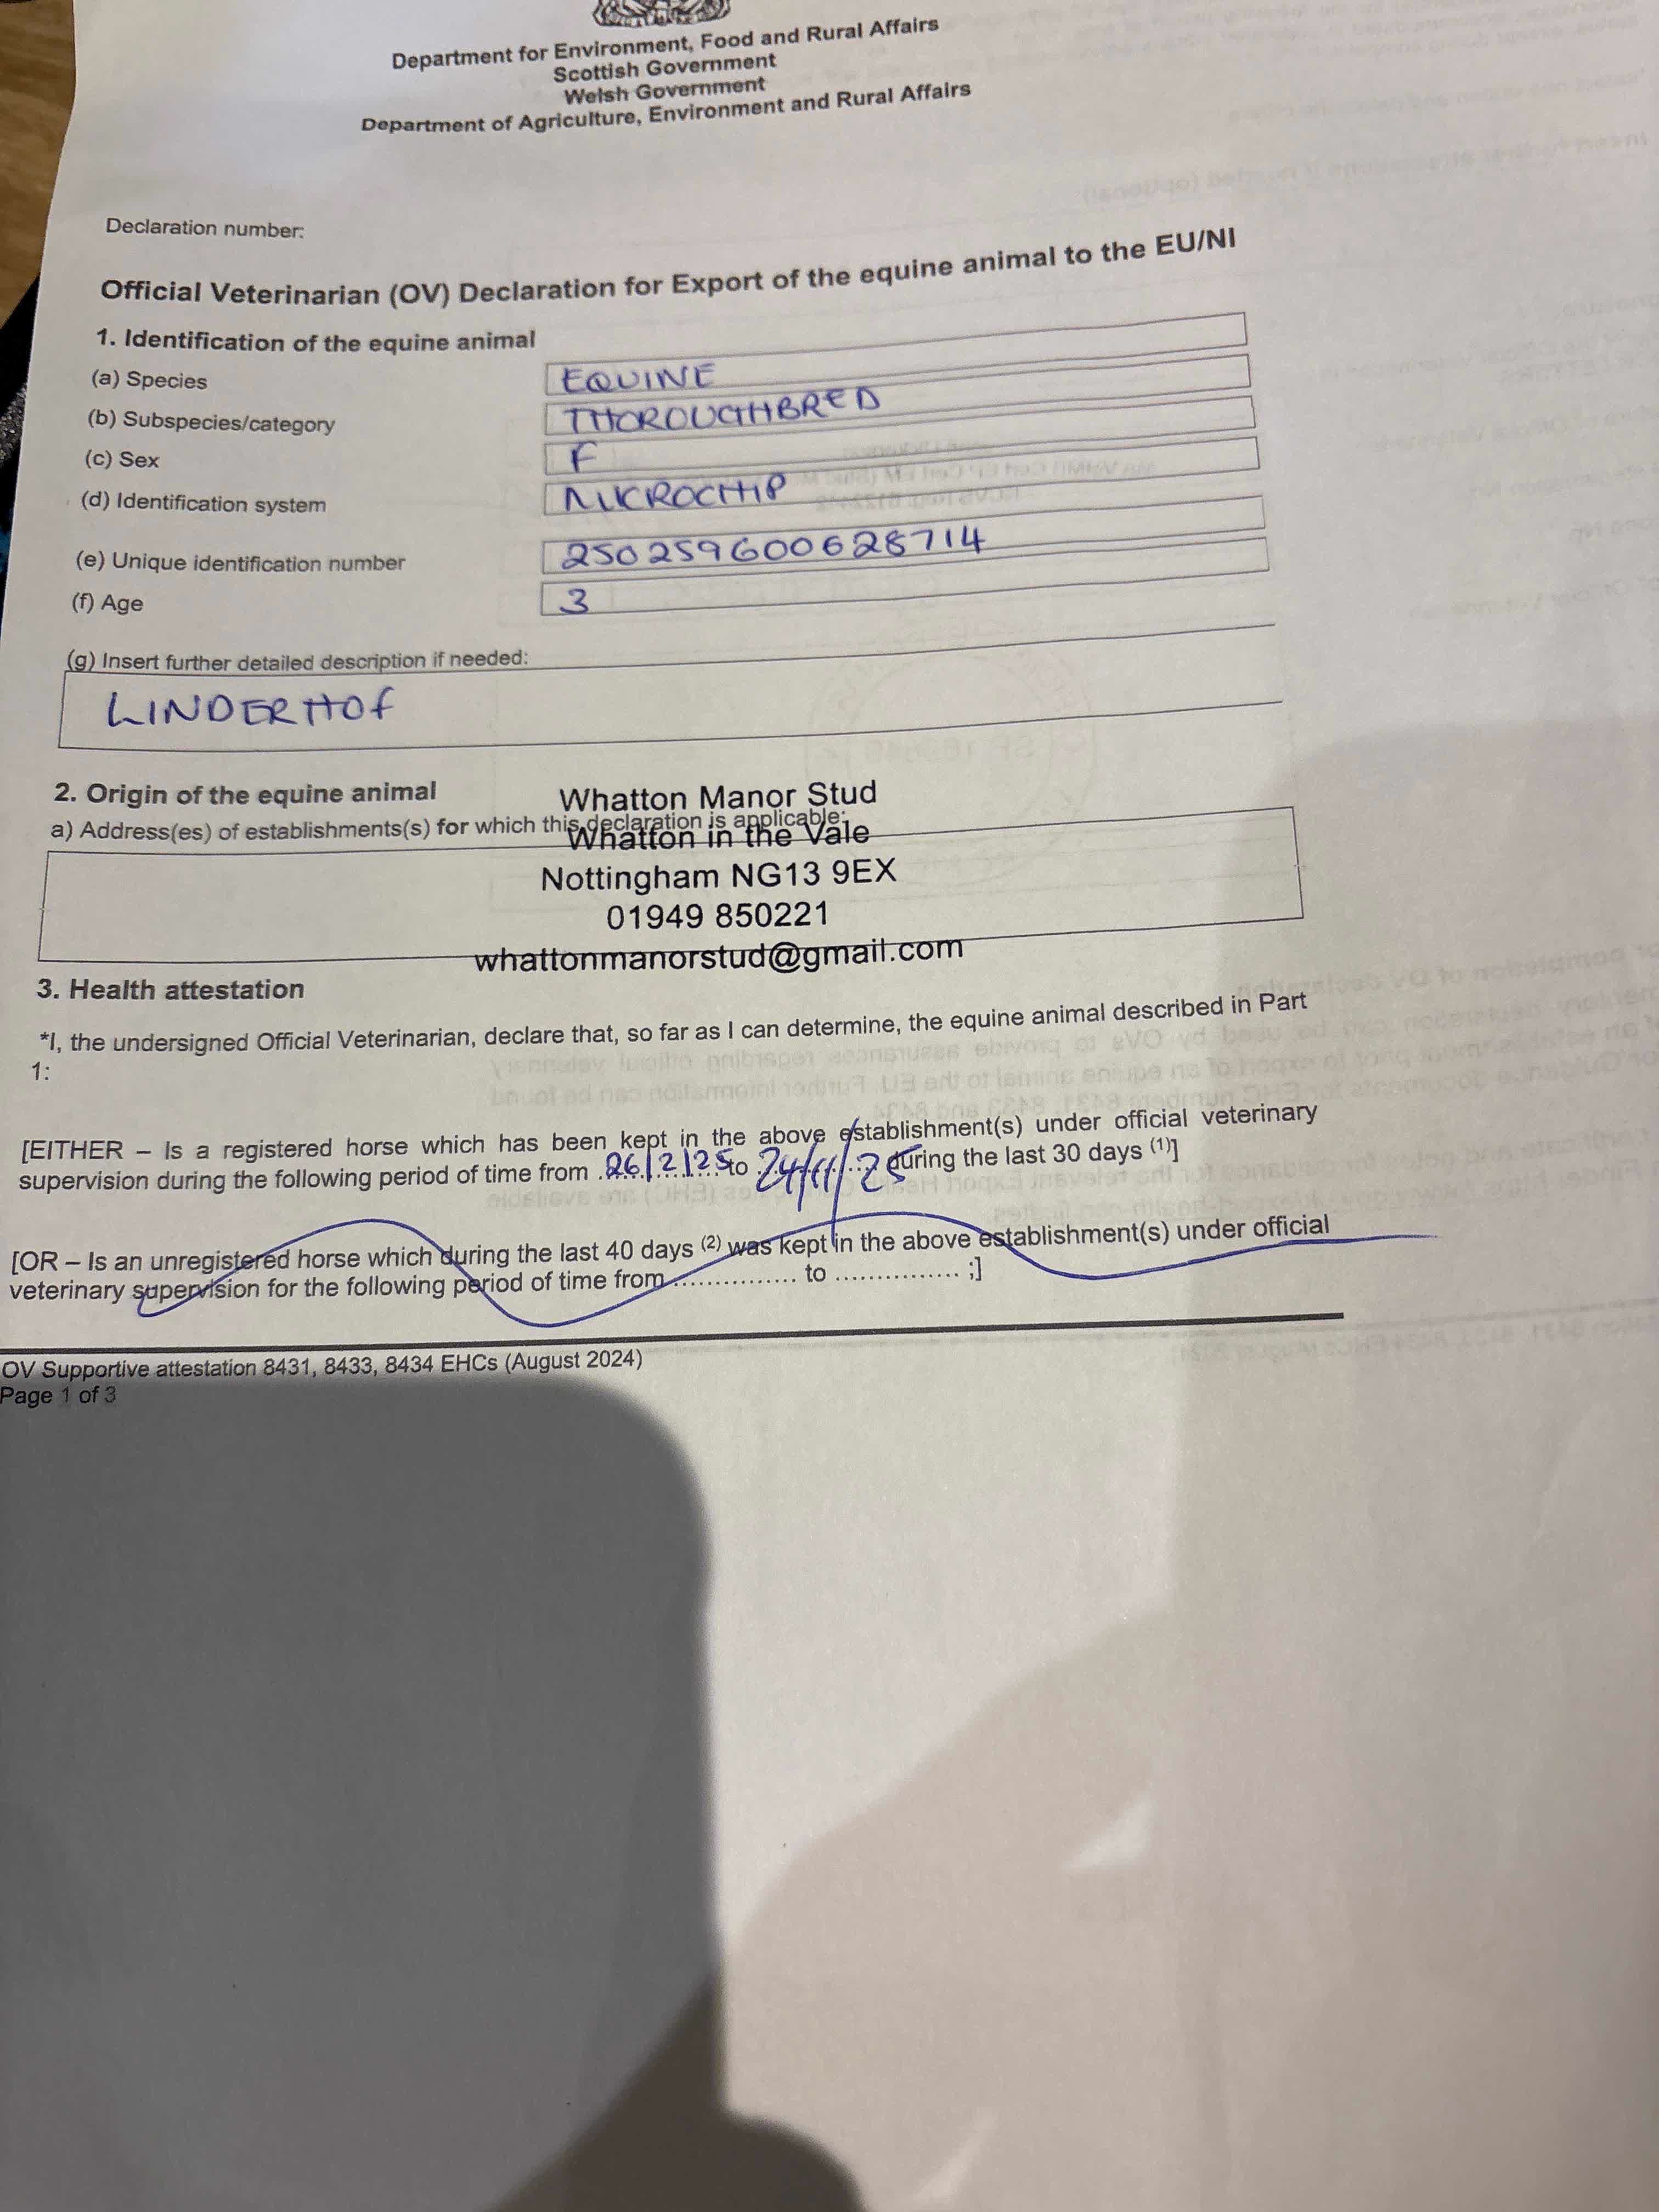 Department for Environment, Food and Rural Affairs
Scottish Government
Welsh Government
Department of Agriculture, Environment and Rural Affairs
Declaration number:
Official Veterinarian (OV) Declaration for Export of the equine animal to the EU/NI
1. Identification of the equine animal
(a) Species EQUINE
(b) Subspecies/category THOROUGHBRED
(c) Sex F
(d) Identification system MICROCHIP
(e) Unique identification number 250259600628714
(f) Age 3
(g) Insert further detailed description if needed:
LINDERHOF
2. Origin of the equine animal
Whatton Manor Stud
a) Address(es) of establishments(s) for which this declaration is applicable:
Whatton in the Vale
Nottingham NG13 9EX
01949 850221
whattonmanorstud@gmail.com
3. Health attestation
*I, the undersigned Official Veterinarian, declare that, so far as I can determine, the equine animal described in Part
1:
[EITHER – Is a registered horse which has been kept in the above establishment(s) under official veterinary
supervision during the following period of time from 26/2/25 to 24/11/25 during the last 30 days (1)]
[OR – Is an unregistered horse which during the last 40 days (2) was kept in the above establishment(s) under official
veterinary supervision for the following period of time from ............... to ............... ;]
OV Supportive attestation 8431, 8433, 8434 EHCs (August 2024)
Page 1 of 3